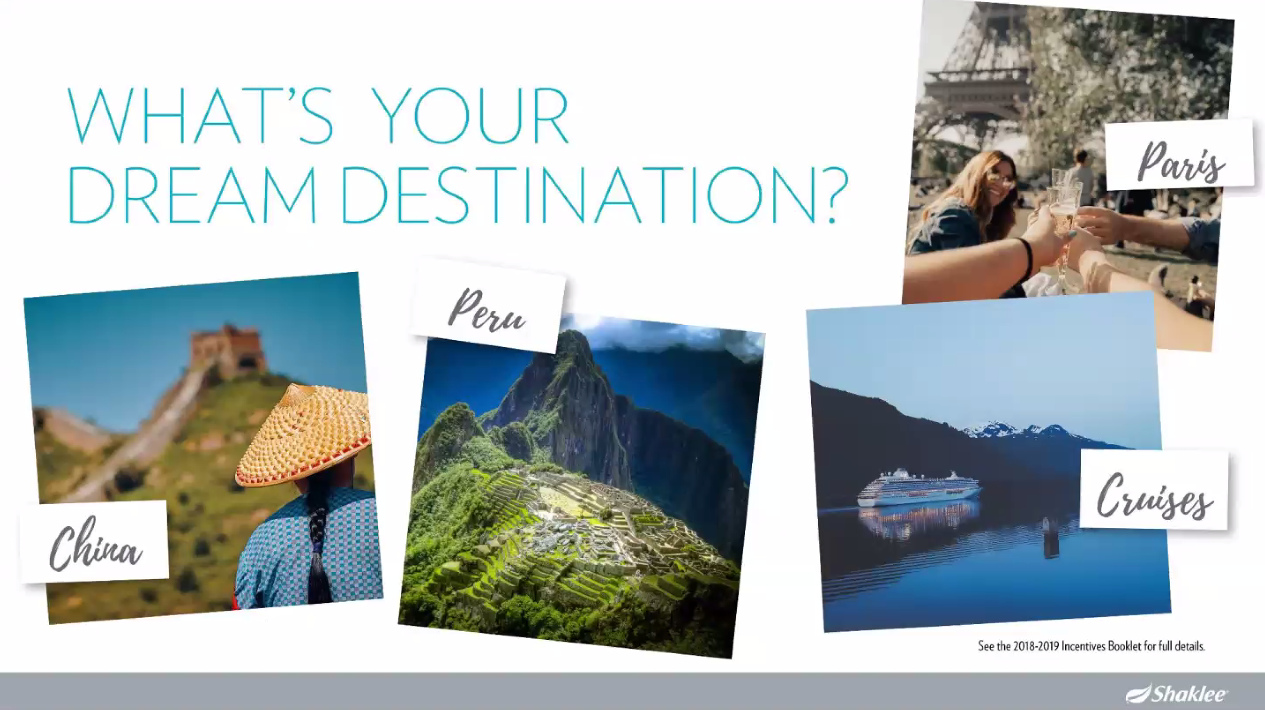 WHAT'S YOUR
DREAM DESTINATION?
Paris
Peru
China
Cruises
See the 2018-2019 Incentives Booklet for full details.
Shaklee